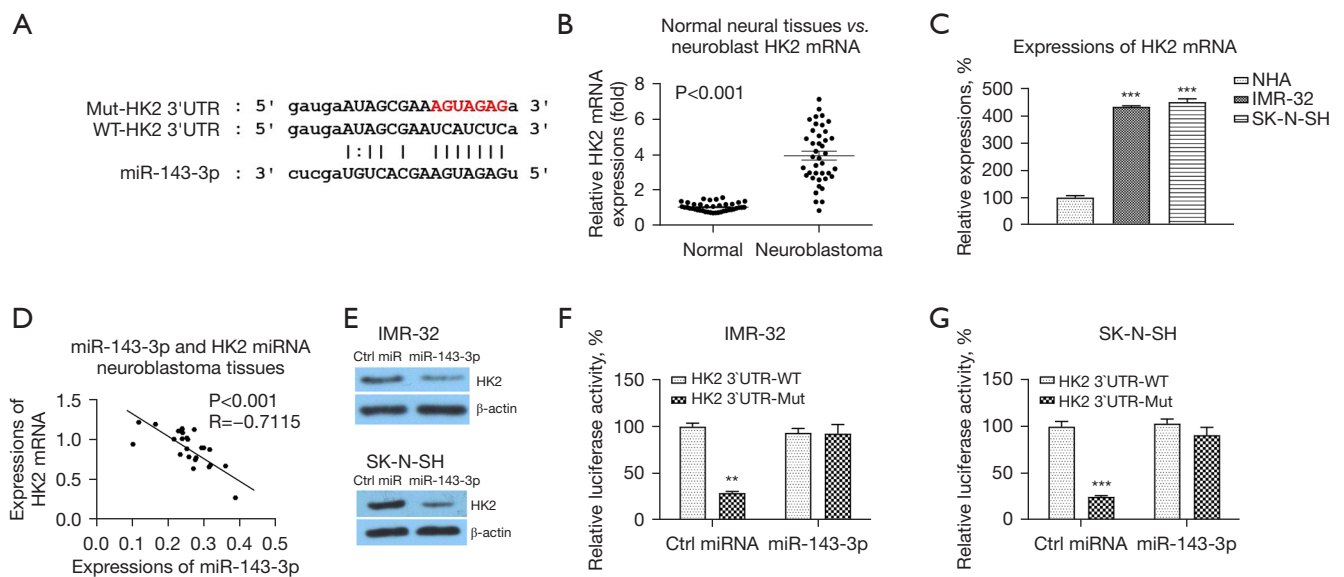 A
Mut-HK2 3'UTR : 5' gaugaAUAGCGAAAGUAGAGa 3'
WT-HK2 3'UTR : 5' gaugaAUAGCGAAUCAUCUCa 3'
|:|| | |||||||
miR-143-3p : 3' cucgaUGUCACGAAGUAGAGu 5'
B
Normal neural tissues vs.
neuroblast HK2 mRNA
Relative HK2 mRNA
expressions (fold)
8
6
4
2
0
P<0.001
Normal
Neuroblastoma
C
Expressions of HK2 mRNA
Relative expressions, %
500
400
300
200
100
***
***
NHA
IMR-32
SK-N-SH
D
miR-143-3p and HK2 miRNA
neuroblastoma tissues
Expressions of
HK2 mRNA
1.5
1.0
0.5
0.0
P<0.001
R=−0.7115
0.0 0.1 0.2 0.3 0.4 0.5
Expressions of miR-143-3p
E
IMR-32
Ctrl miR miR-143-3p
HK2
β-actin
SK-N-SH
Ctrl miR miR-143-3p
HK2
β-actin
F
IMR-32
Relative luciferase activity, %
150
100
50
0
HK2 3`UTR-WT
HK2 3`UTR-Mut
**
Ctrl miRNA miR-143-3p
G
SK-N-SH
Relative luciferase activity, %
150
100
50
0
HK2 3`UTR-WT
HK2 3`UTR-Mut
***
Ctrl miRNA miR-143-3p